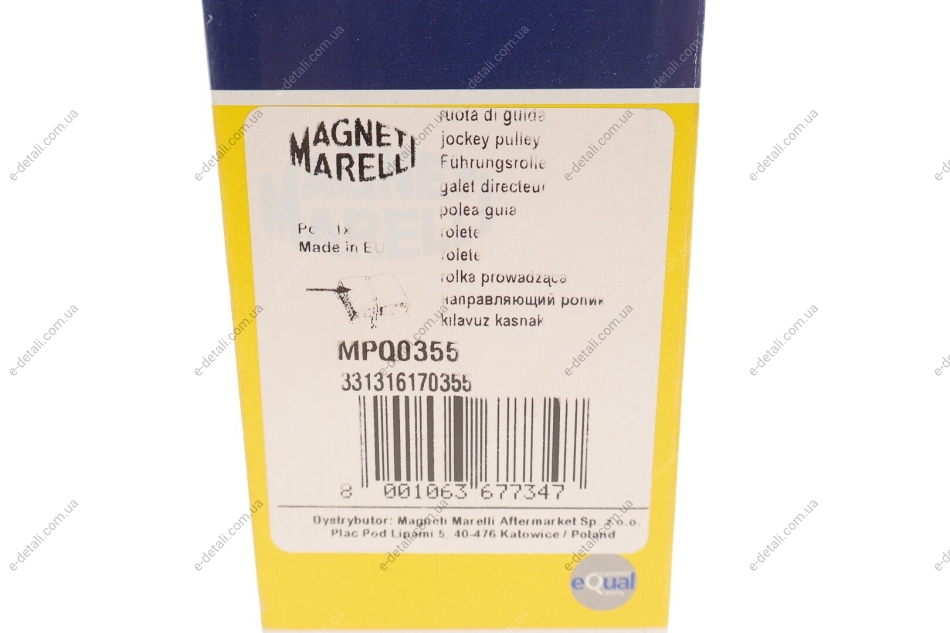 MAGNETI
MARELLI
ruota di guida
jockey pulley
Führungsrolle
galet directeur
polea guia
rolete
rolete
rolka prowadząca
направляющий ролик
kılavuz kasnak
1x
Made in EU
MPQ0355
331316170355
8 001063 677347
Dystrybutor: Magneti Marelli Aftermarket Sp. z o.o.
Plac Pod Lipami 5, 40-476 Katowice / Poland
eQual
e-detali.com.ua